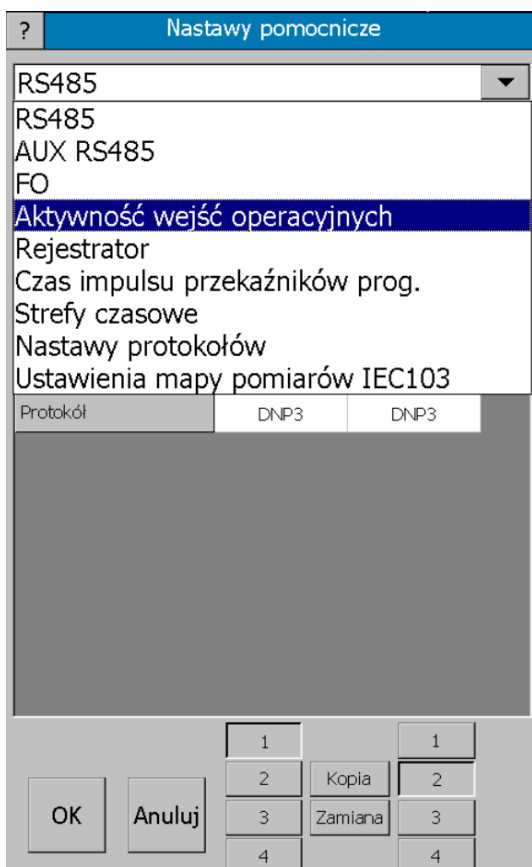 ? Nastawy pomocnicze
RS485
RS485
AUX RS485
FO
Aktywność wejść operacyjnych
Rejestrator
Czas impulsu przekaźników prog.
Strefy czasowe
Nastawy protokołów
Ustawienia mapy pomiarów IEC103
Protokół DNP3 DNP3
1 1
2 Kopia 2
OK Anuluj 3 Zamiana 3
4 4